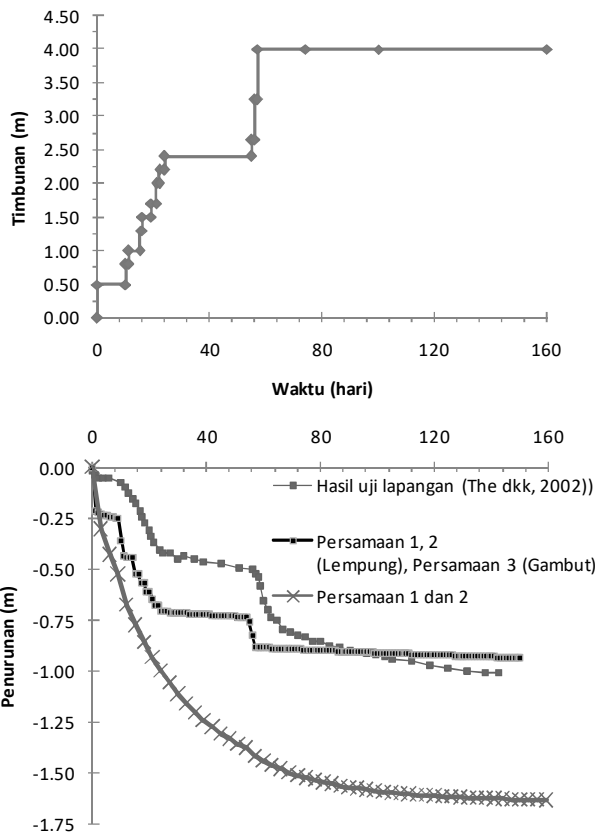 4.50
4.00
3.50
3.00
2.50
2.00
1.50
1.00
0.50
0.00
Timbunan (m)
0 40 80 120 160
Waktu (hari)
0 40 80 120 160
0.00
-0.25
-0.50
-0.75
-1.00
-1.25
-1.50
-1.75
Penurunan (m)
Hasil uji lapangan (The dkk, 2002))
Persamaan 1, 2
(Lempung), Persamaan 3 (Gambut)
Persamaan 1 dan 2